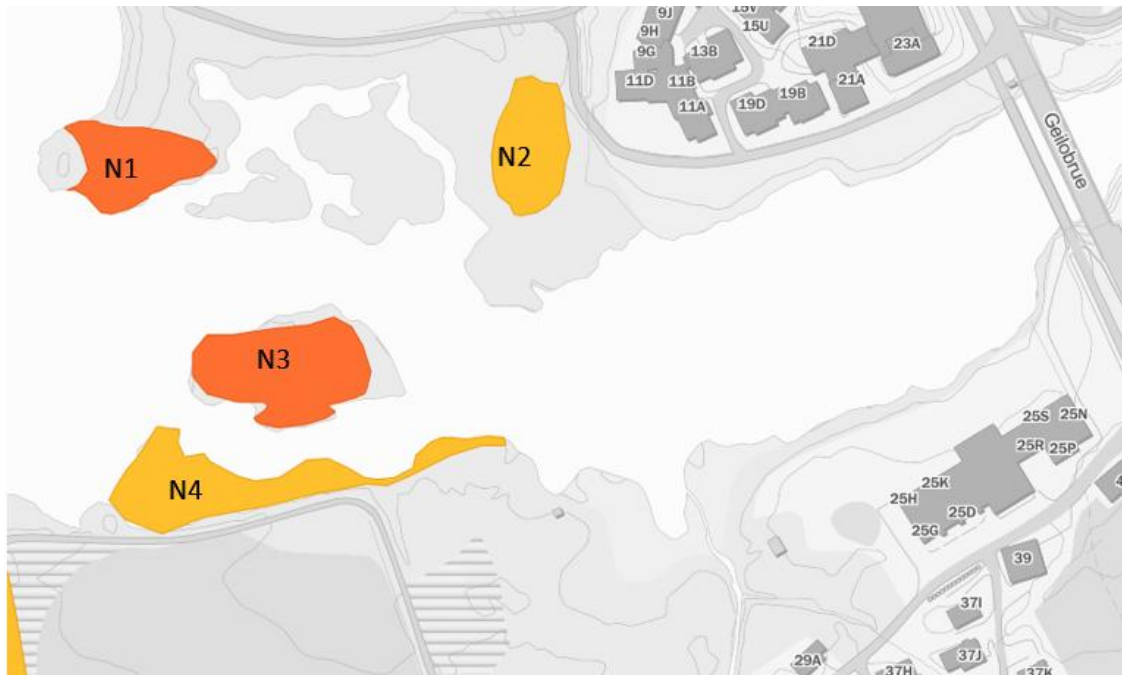 9J
15V
9H
15U
13B
21D
23A
9G
11D
11B
21A
11A
19D
19B
Geilobrue
N1
N2
N3
N4
25S
25N
25R
25P
25K
25H
25D
25G
4
39
37I
37J
29A
37H
37K